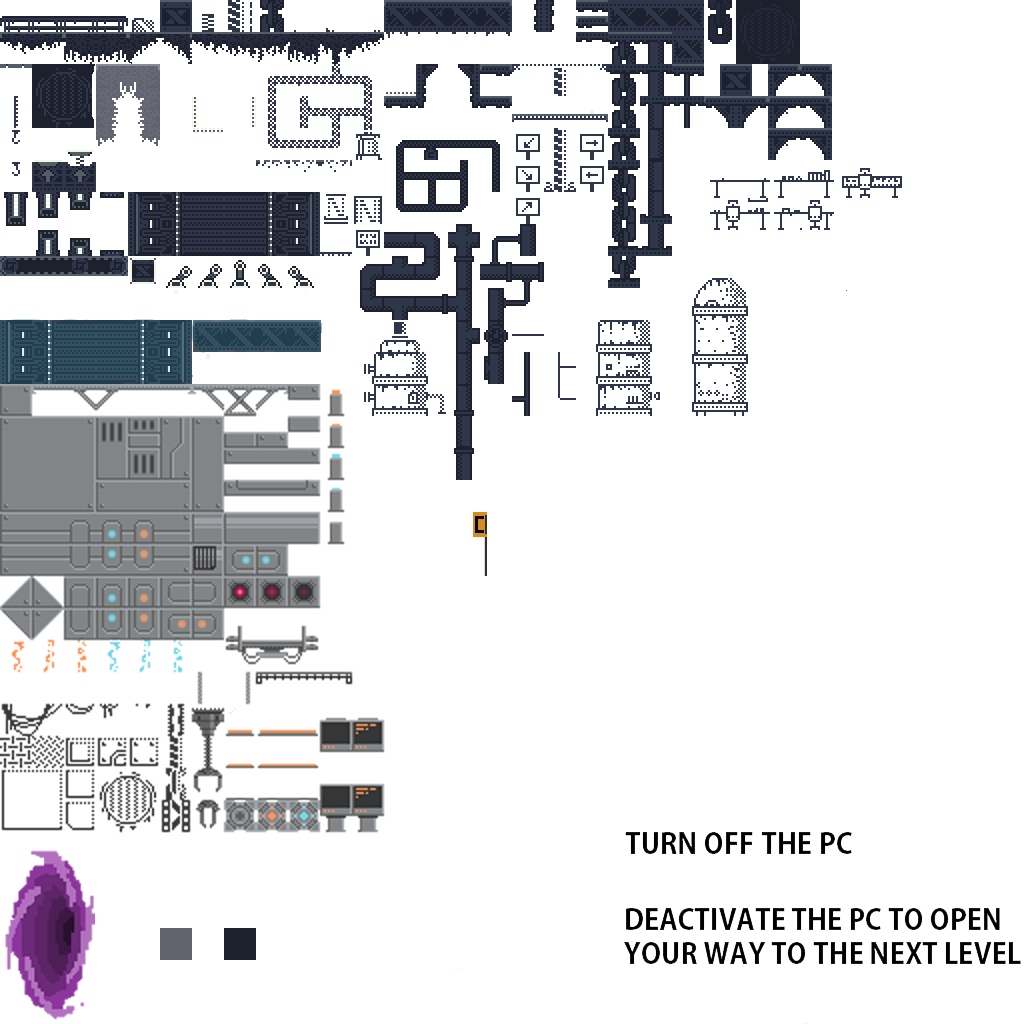 TURN OFF THE PC
DEACTIVATE THE PC TO OPEN
YOUR WAY TO THE NEXT LEVEL